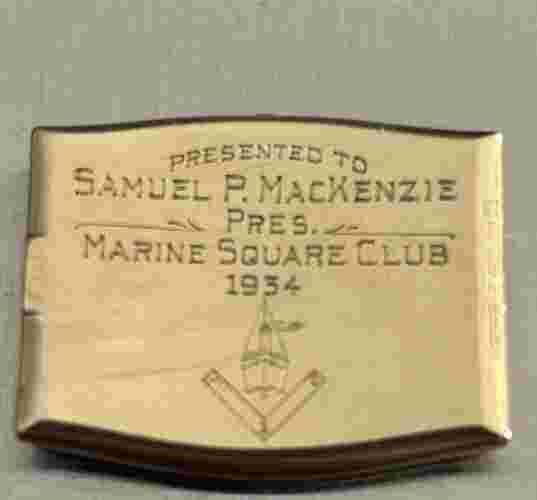 PRESENTED TO
SAMUEL P. MACKENZIE
PRES.
MARINE SQUARE CLUB
1934